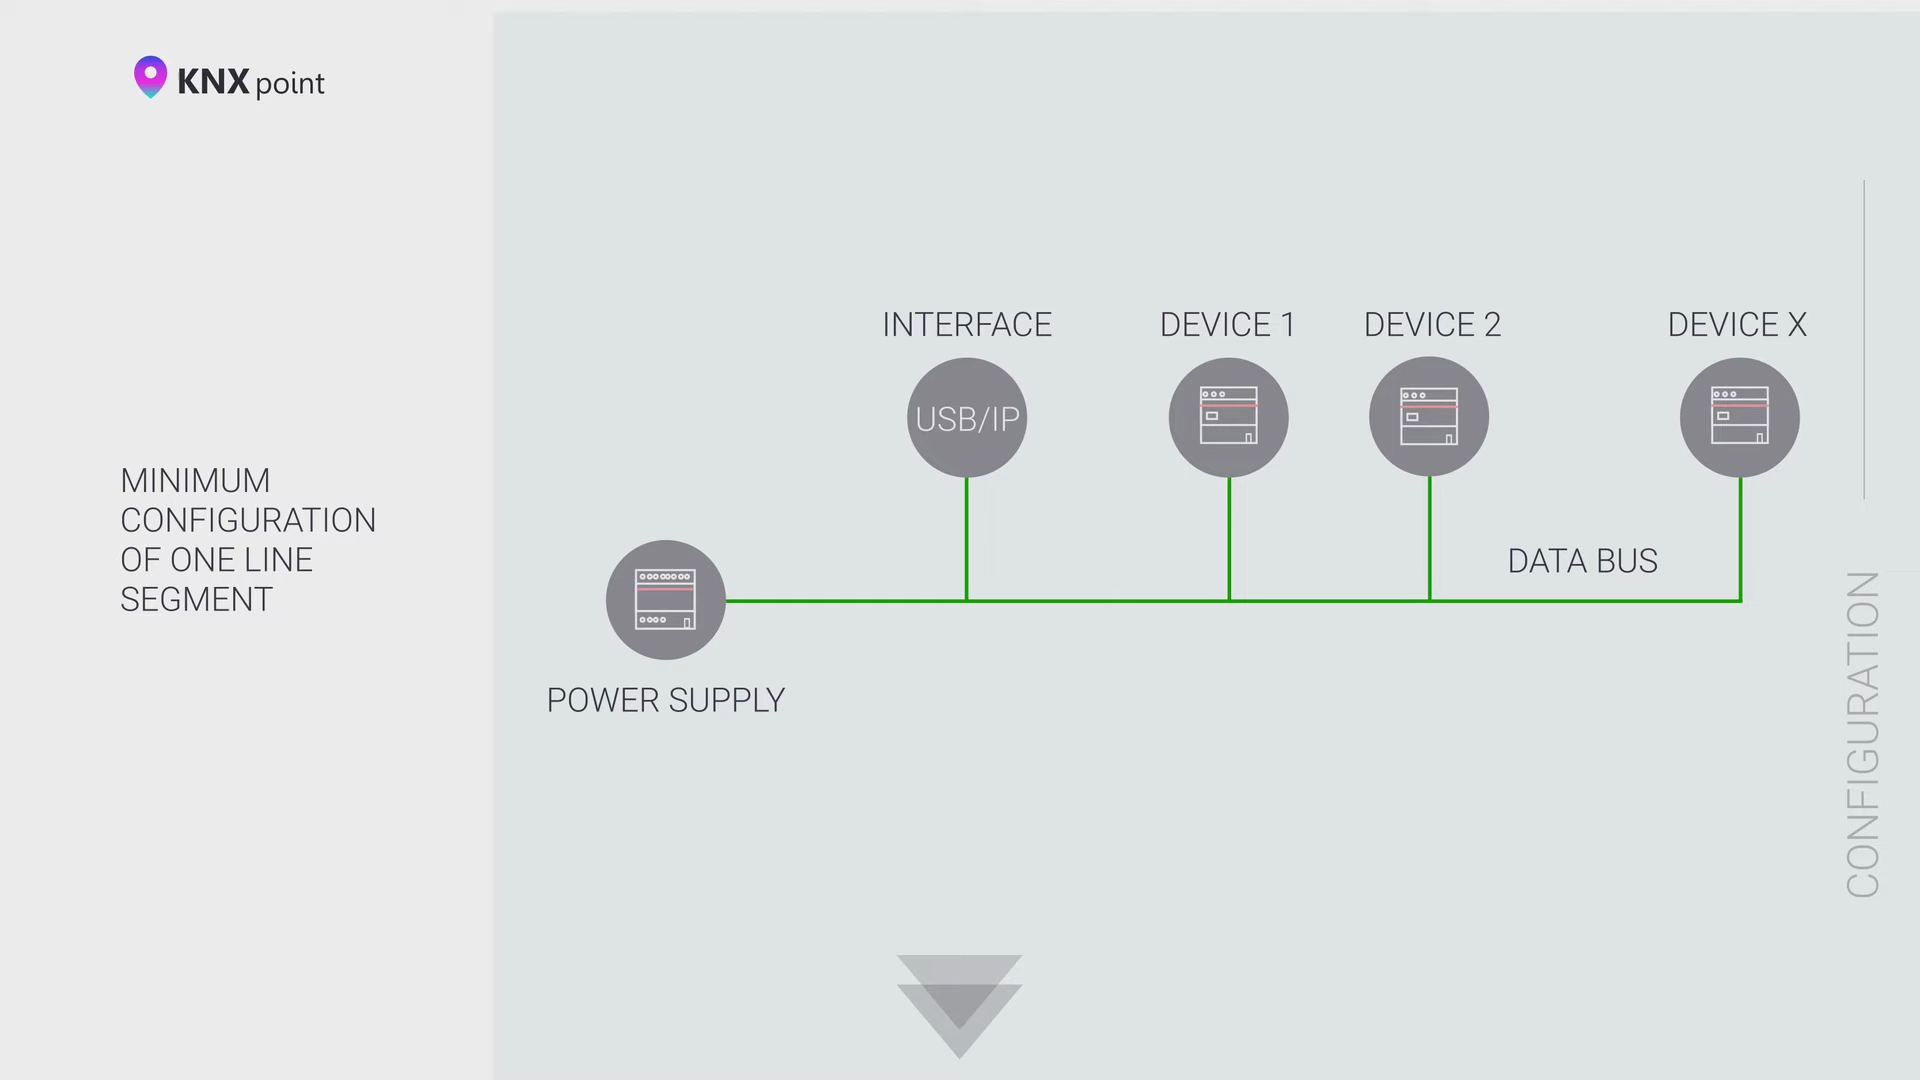 KNX point
MINIMUM
CONFIGURATION
OF ONE LINE
SEGMENT
INTERFACE
DEVICE 1
DEVICE 2
DEVICE X
USB/IP
DATA BUS
POWER SUPPLY
CONFIGURATION